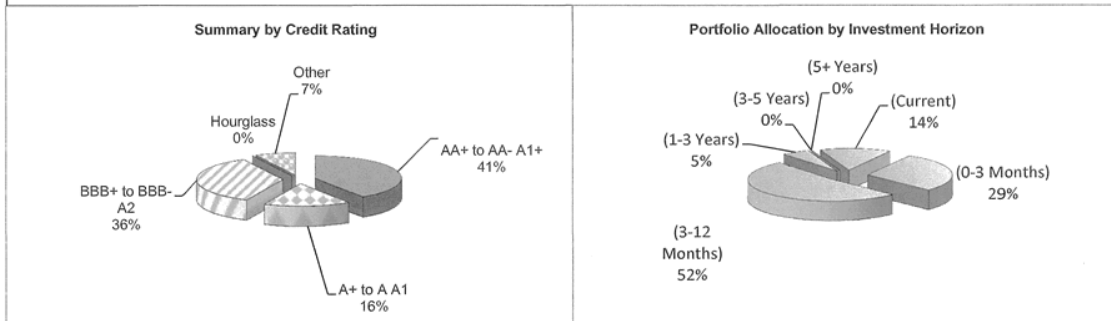 Summary by Credit Rating
Other
7%
Hourglass
0%
AA+ to AA- A1+
41%
BBB+ to BBB-
A2
36%
A+ to A A1
16%
Portfolio Allocation by Investment Horizon
(5+ Years)
0%
(3-5 Years)
0%
(Current)
14%
(1-3 Years)
5%
(0-3 Months)
29%
(3-12
Months)
52%